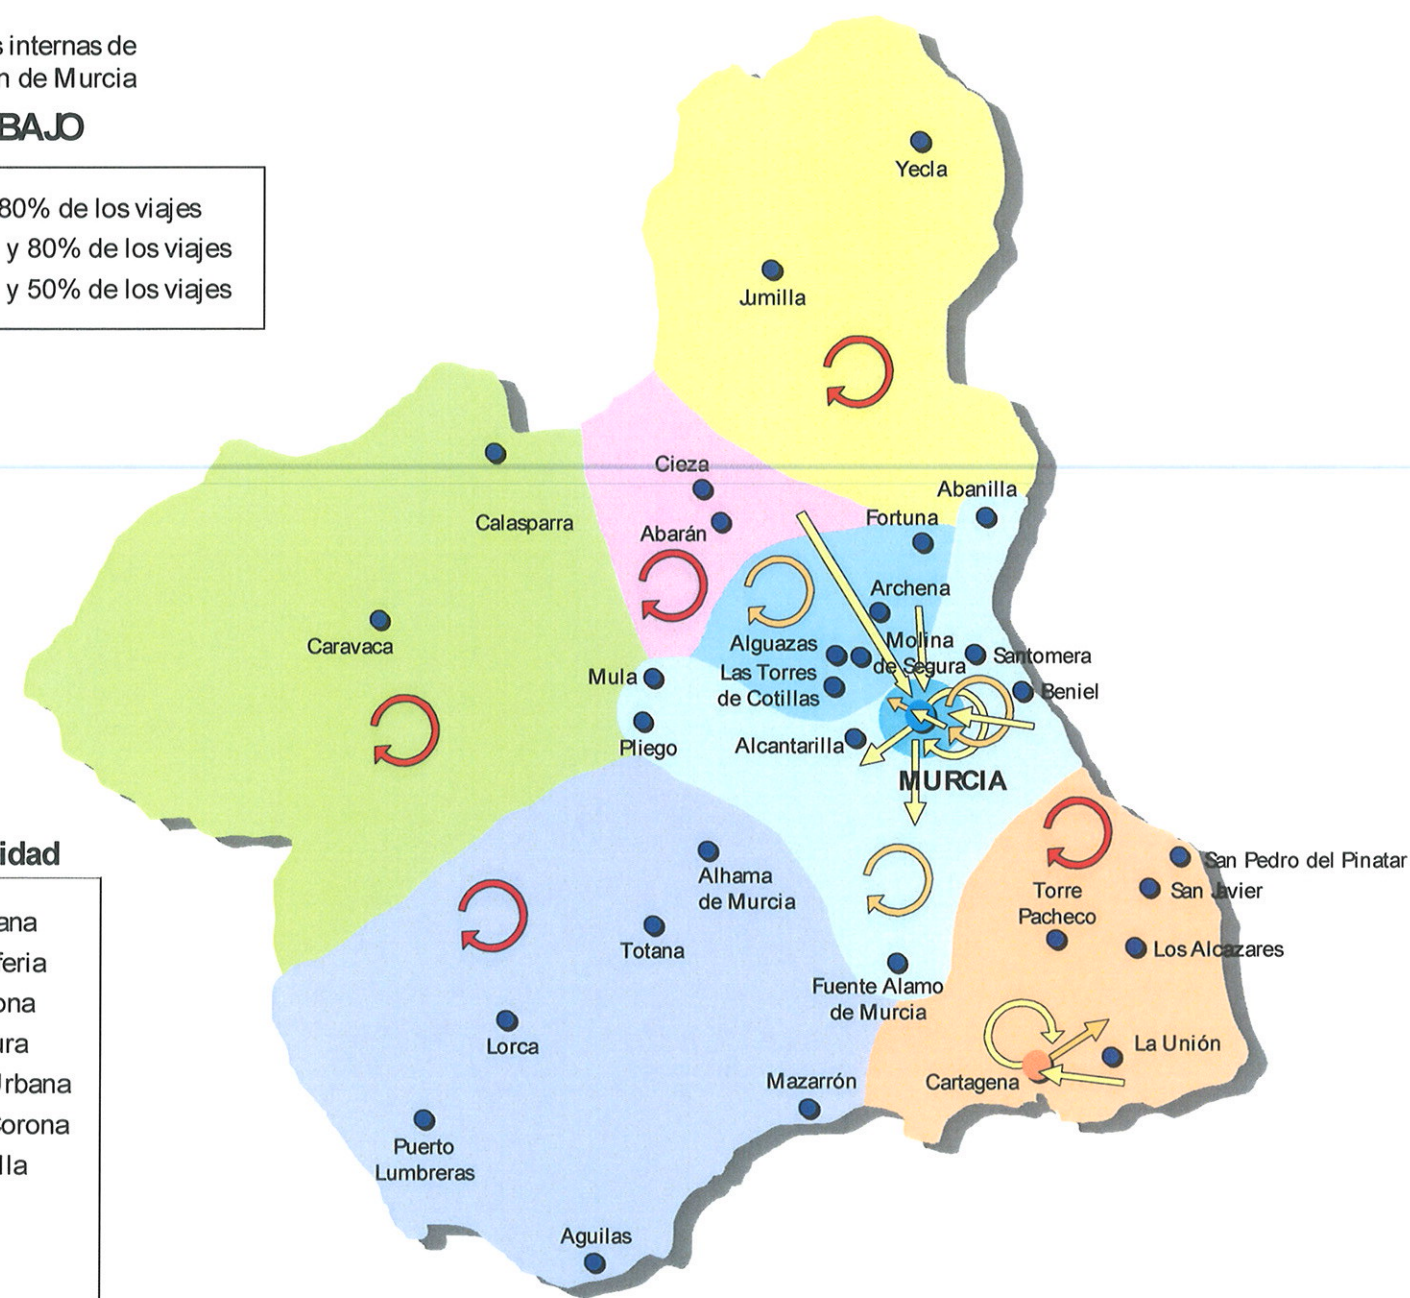 s internas de
n de Murcia
BAJO
80% de los viajes
y 80% de los viajes
y 50% de los viajes
Yecla
Jumilla
Cieza
Abanilla
Calasparra
Abarán
Fortuna
Archena
Caravaca
Alguazas
Molina
de Segura
Santomera
Mula
Las Torres
de Cotillas
Beniel
Pliego
Alcantarilla
MURCIA
idad
ana
feria
ona
ura
Urbana
Corona
lla
Alhama
de Murcia
San Pedro del Pinatar
Torre
Pacheco
San Javier
Totana
Los Alcazares
Fuente Alamo
de Murcia
Lorca
La Unión
Mazarrón
Cartagena
Puerto
Lumbreras
Aguilas